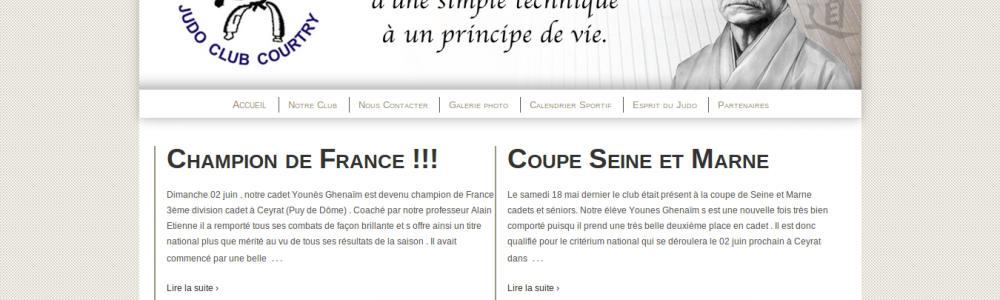 d'une simple technique
à un principe de vie.
JUDO CLUB COURTRY
道
Accueil
Notre Club
Nous Contacter
Galerie photo
Calendrier Sportif
Esprit du Judo
Partenaires
Champion de France !!!
Dimanche 02 juin , notre cadet Younès Ghenaïm est devenu champion de France
3ème division cadet à Ceyrat (Puy de Dôme) . Coaché par notre professeur Alain
Etienne il a remporté tous ses combats de façon brillante et s offre ainsi un titre
national plus que mérité au vu de tous ses résultats de la saison . Il avait
commencé par une belle  . . .
Lire la suite ›
Coupe Seine et Marne
Le samedi 18 mai dernier le club était présent à la coupe de Seine et Marne
cadets et séniors. Notre élève Younes Ghenaïm s est une nouvelle fois très bien
comporté puisqu il prend une très belle deuxième place en cadet . Il est donc
qualifié pour le critérium national qui se déroulera le 02 juin prochain à Ceyrat
dans  . . .
Lire la suite ›